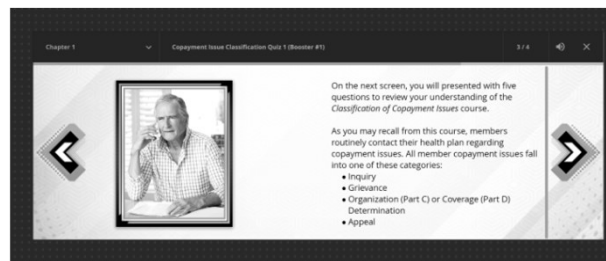 Chapter 1
Copayment Issue Classification Quiz 1 (Booster #1)
3 / 4
On the next screen, you will presented with five
questions to review your understanding of the
Classification of Copayment Issues course.
As you may recall from this course, members
routinely contact their health plan regarding
copayment issues. All member copayment issues fall
into one of these categories:
• Inquiry
• Grievance
• Organization (Part C) or Coverage (Part D)
Determination
• Appeal